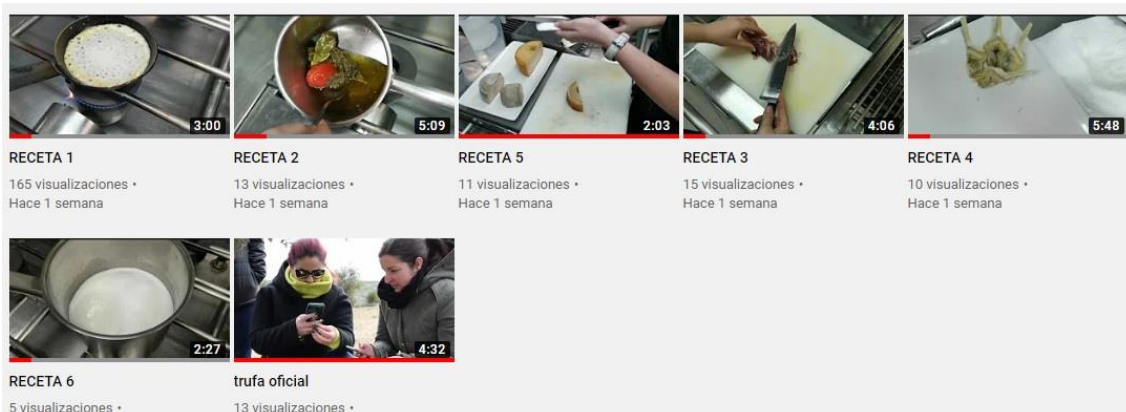 3:00
5:09
2:03
4:06
5:48
RECETA 1
RECETA 2
RECETA 5
RECETA 3
RECETA 4
165 visualizaciones •
13 visualizaciones •
11 visualizaciones •
15 visualizaciones •
10 visualizaciones •
Hace 1 semana
Hace 1 semana
Hace 1 semana
Hace 1 semana
Hace 1 semana
2:27
4:32
RECETA 6
trufa oficial
5 visualizaciones •
13 visualizaciones •